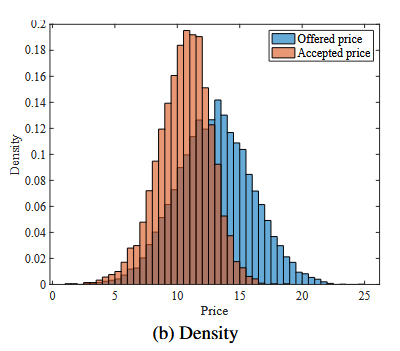 0.2
0.18
0.16
0.14
0.12
0.1
0.08
0.06
0.04
0.02
0
Density
Offered price
Accepted price
0 5 10 15 20 25
Price
(b) Density